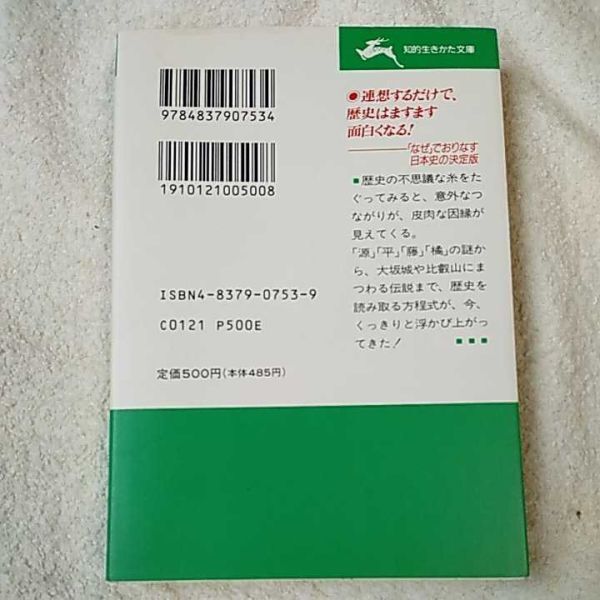 知的生きかた文庫
9784837907534
1910121005008
◉連想するだけで、
歴史はますます
面白くなる!
「なぜ」でおりなす
日本史の決定版
■歴史の不思議な糸をた
ぐってみると、意外なつ
ながりが、皮肉な因縁が
見えてくる。
「源」「平」「藤」「橘」の謎か
ら、大坂城や比叡山にま
つわる伝説まで、歴史を
読み取る方程式が、今、
くっきりと浮かび上がっ
てきた!
■■■
ISBN4-8379-0753-9
C0121 P500E
定価500円(本体485円)